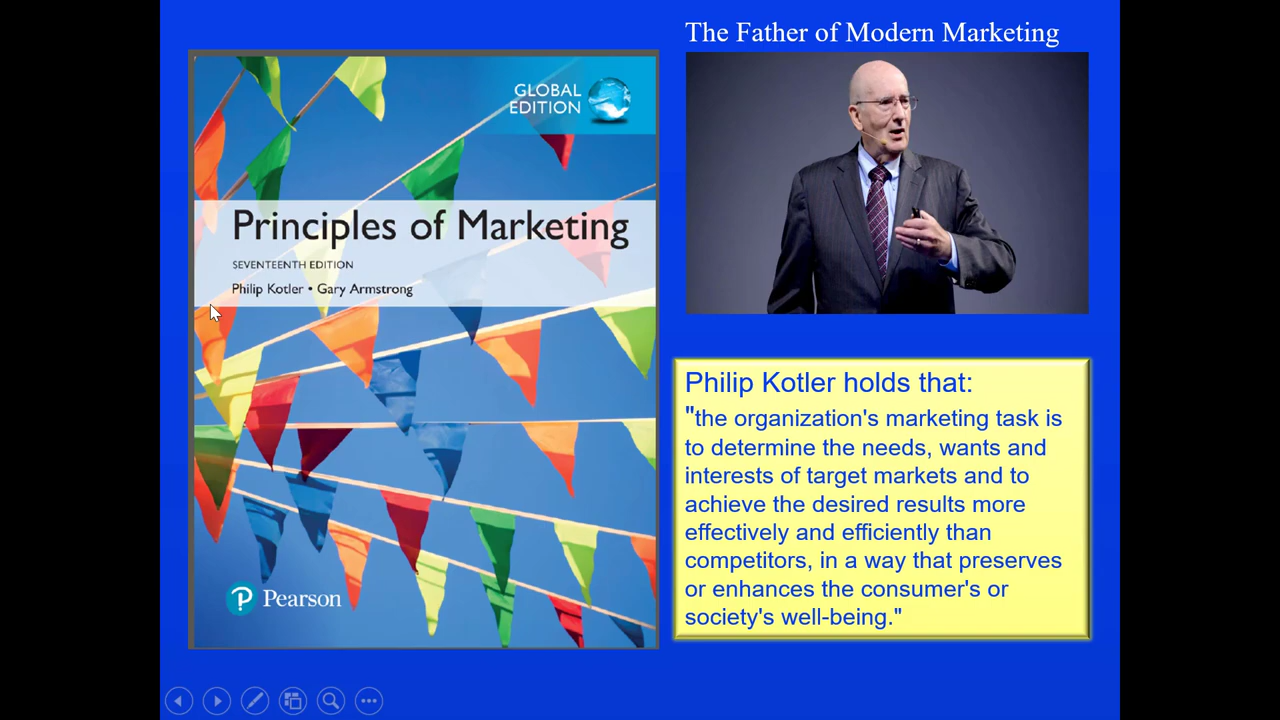 The Father of Modern Marketing
GLOBAL
EDITION
Principles of Marketing
SEVENTEENTH EDITION
Philip Kotler • Gary Armstrong
P Pearson
Philip Kotler holds that:
"the organization's marketing task is
to determine the needs, wants and
interests of target markets and to
achieve the desired results more
effectively and efficiently than
competitors, in a way that preserves
or enhances the consumer's or
society's well-being."